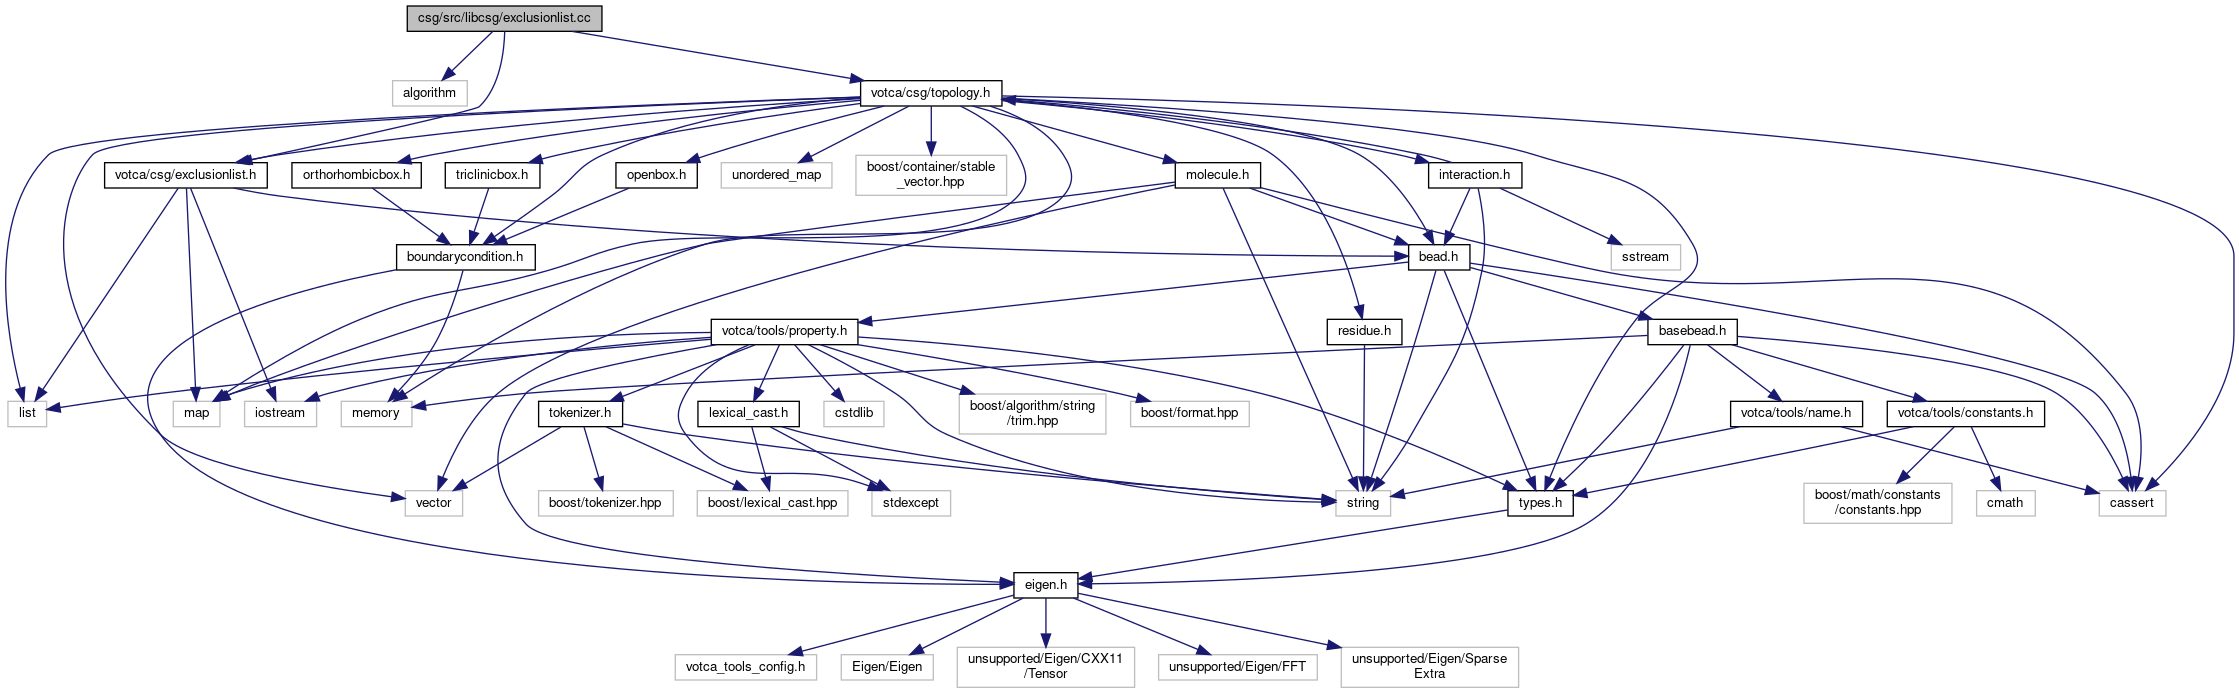 csg/src/libcsg/exclusionlist.cc
algorithm
votca/csg/topology.h
votca/csg/exclusionlist.h
orthorhombicbox.h
triclinicbox.h
openbox.h
unordered_map
boost/container/stable
_vector.hpp
molecule.h
interaction.h
boundarycondition.h
bead.h
sstream
votca/tools/property.h
residue.h
basebead.h
list
map
iostream
memory
tokenizer.h
lexical_cast.h
cstdlib
boost/algorithm/string
/trim.hpp
boost/format.hpp
votca/tools/name.h
votca/tools/constants.h
vector
boost/tokenizer.hpp
boost/lexical_cast.hpp
stdexcept
string
types.h
boost/math/constants
/constants.hpp
cmath
cassert
eigen.h
votca_tools_config.h
Eigen/Eigen
unsupported/Eigen/CXX11
/Tensor
unsupported/Eigen/FFT
unsupported/Eigen/Sparse
Extra